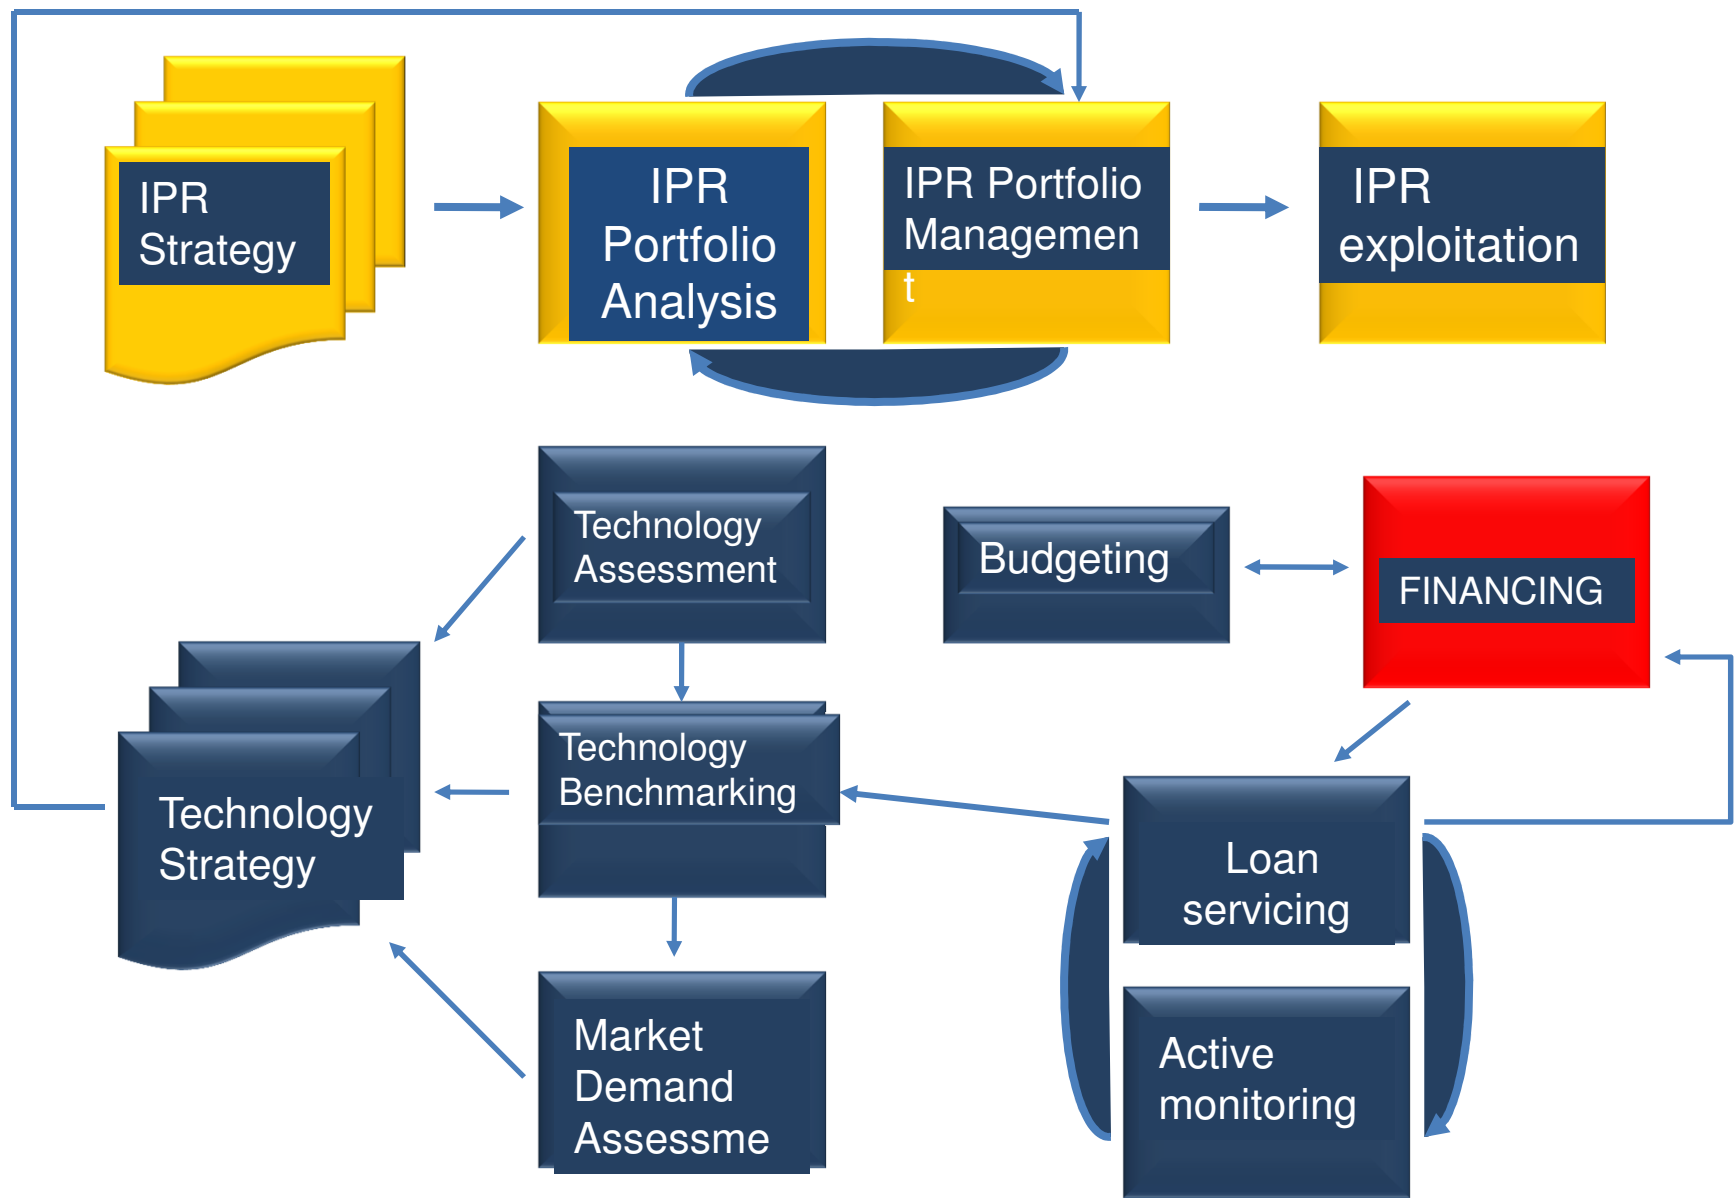 IPR
Strategy
IPR
Portfolio
Analysis
IPR Portfolio
Managemen
t
IPR
exploitation
Technology
Assessment
Budgeting
FINANCING
Technology
Benchmarking
Technology
Strategy
Loan
servicing
Market
Demand
Assessme
Active
monitoring